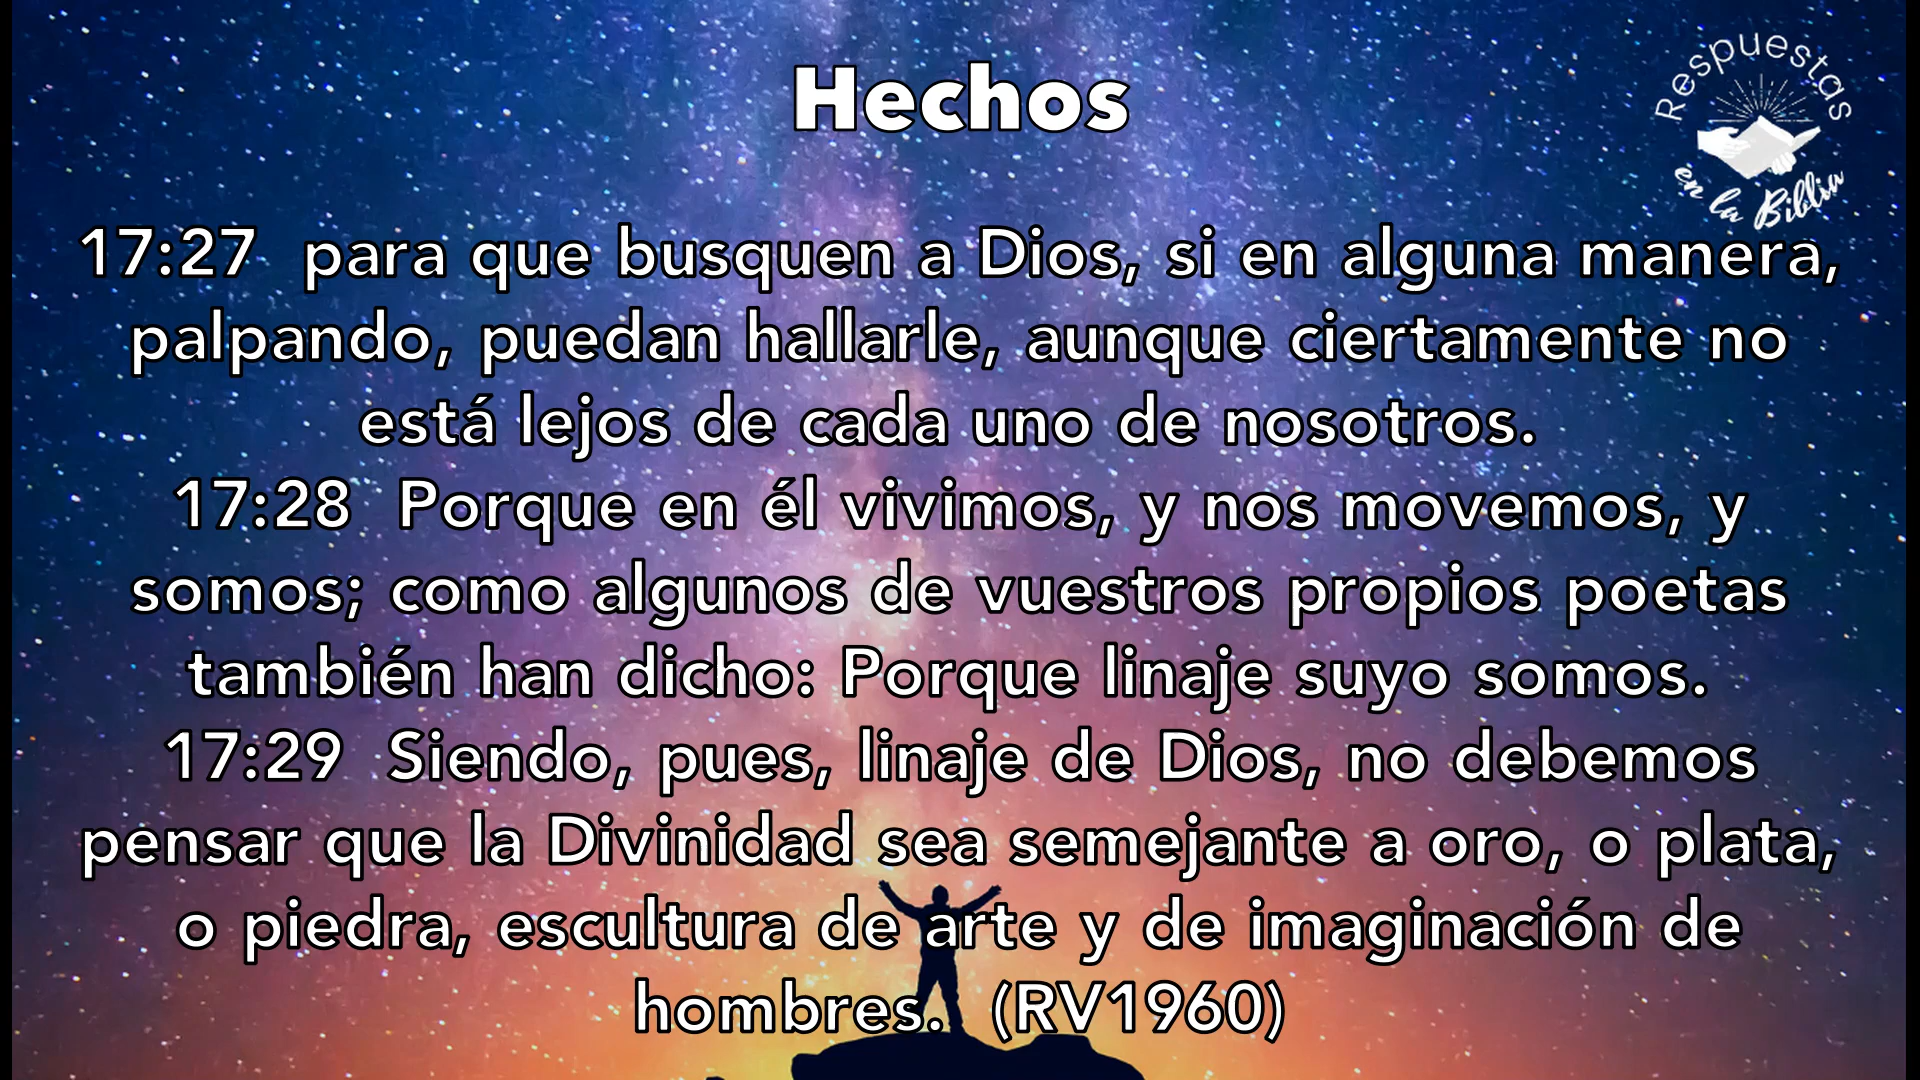 Hechos
Respuestas
en la Biblia
17:27 para que busquen a Dios, si en alguna manera,
palpando, puedan hallarle, aunque ciertamente no
está lejos de cada uno de nosotros.
17:28 Porque en él vivimos, y nos movemos, y
somos; como algunos de vuestros propios poetas
también han dicho: Porque linaje suyo somos.
17:29 Siendo, pues, linaje de Dios, no debemos
pensar que la Divinidad sea semejante a oro, o plata,
o piedra, escultura de arte y de imaginación de
hombres. (RV1960)